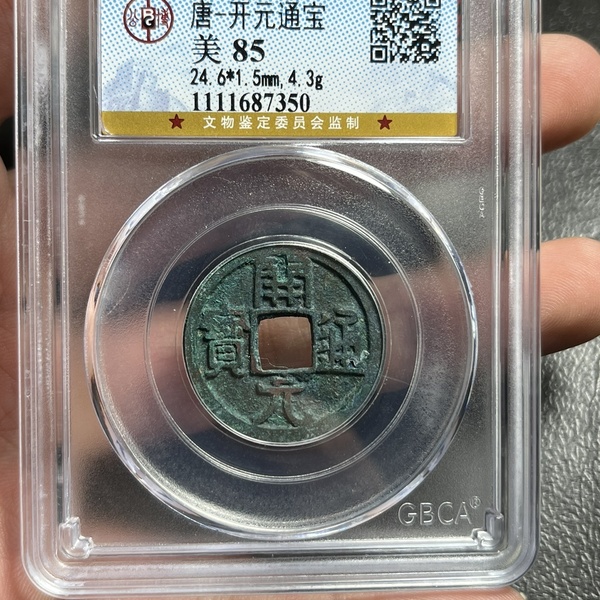 唐-开元通宝
美 85
24.6*1.5mm,4.3g
1111687350
★ 文物鉴定委员会监制 ★
開
元
通
寶
GBCA®